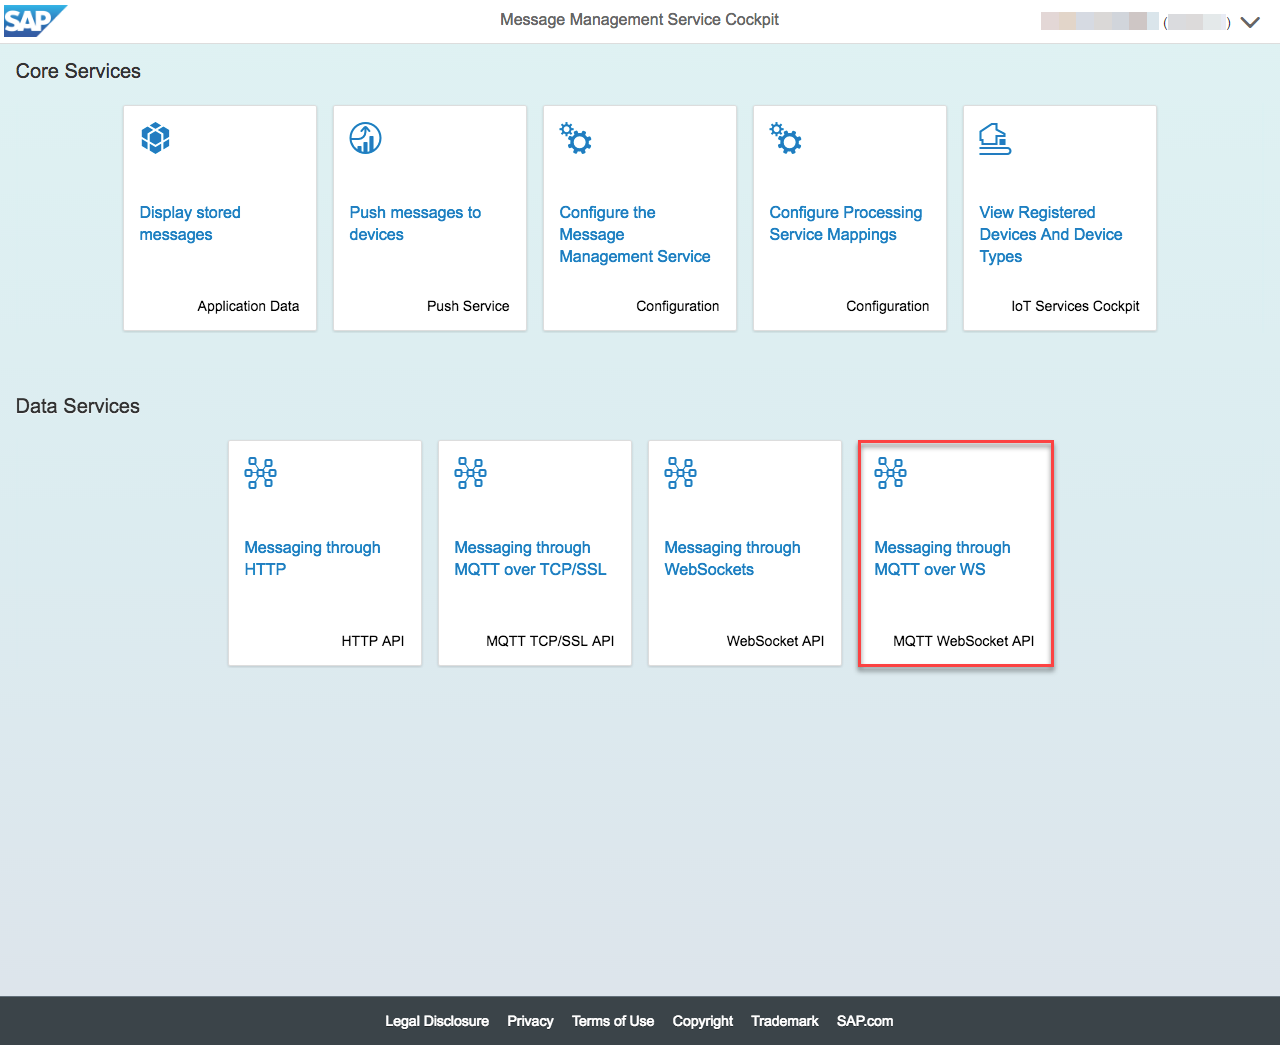 SAP
Message Management Service Cockpit
( )
Core Services
Display stored
messages
Application Data
Push messages to
devices
Push Service
Configure the
Message
Management Service
Configuration
Configure Processing
Service Mappings
Configuration
View Registered
Devices And Device
Types
IoT Services Cockpit
Data Services
Messaging through
HTTP
HTTP API
Messaging through
MQTT over TCP/SSL
MQTT TCP/SSL API
Messaging through
WebSockets
WebSocket API
Messaging through
MQTT over WS
MQTT WebSocket API
Legal Disclosure Privacy Terms of Use Copyright Trademark SAP.com